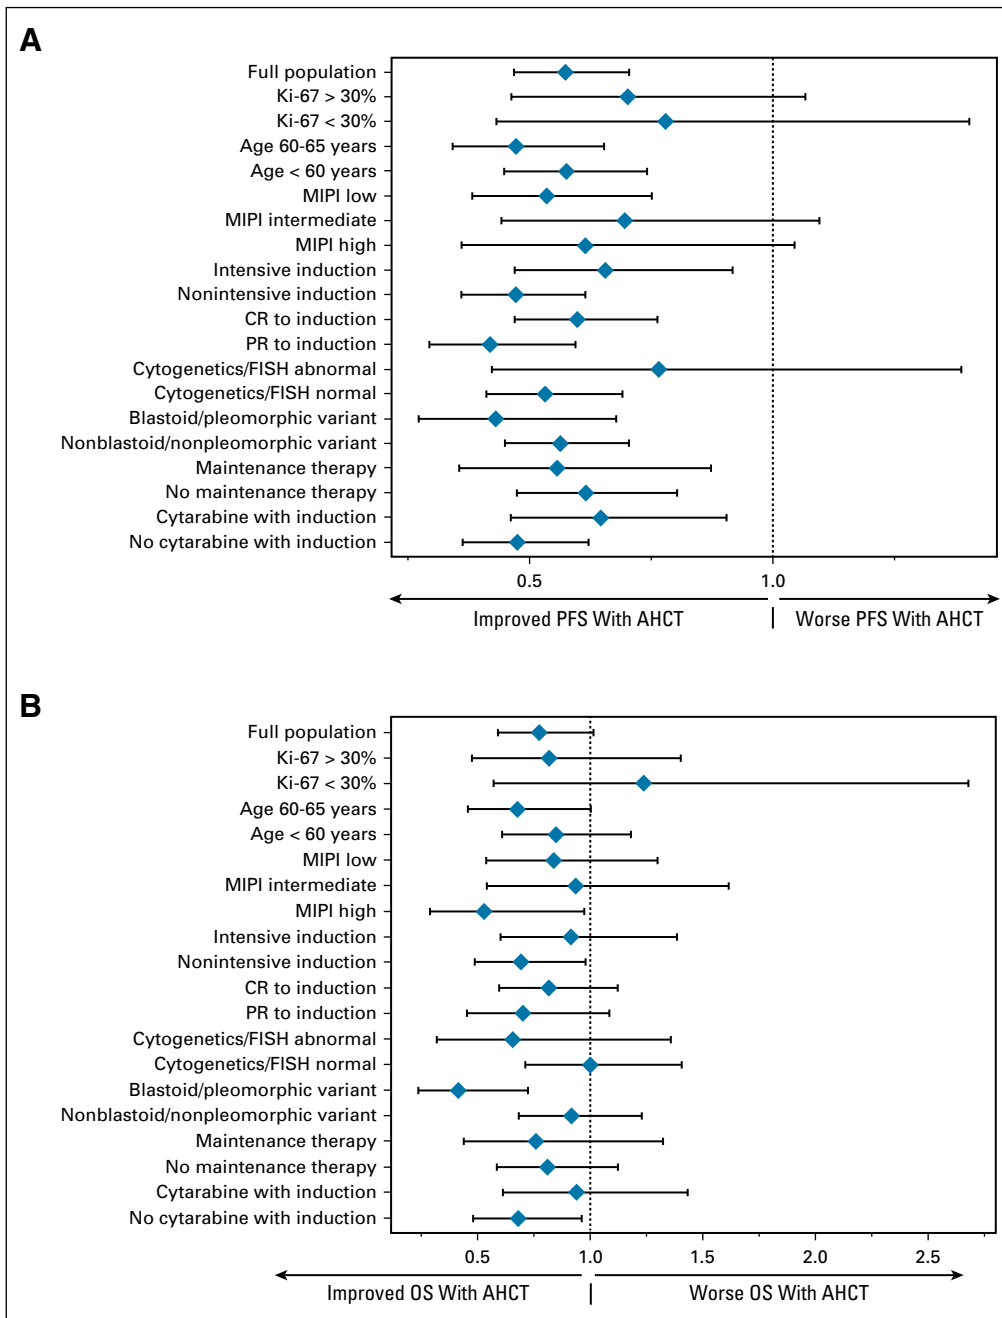 A
Full population
Ki-67 > 30%
Ki-67 < 30%
Age 60-65 years
Age < 60 years
MIPI low
MIPI intermediate
MIPI high
Intensive induction
Nonintensive induction
CR to induction
PR to induction
Cytogenetics/FISH abnormal
Cytogenetics/FISH normal
Blastoid/pleomorphic variant
Nonblastoid/nonpleomorphic variant
Maintenance therapy
No maintenance therapy
Cytarabine with induction
No cytarabine with induction
0.5 1.0
Improved PFS With AHCT Worse PFS With AHCT
B
Full population
Ki-67 > 30%
Ki-67 < 30%
Age 60-65 years
Age < 60 years
MIPI low
MIPI intermediate
MIPI high
Intensive induction
Nonintensive induction
CR to induction
PR to induction
Cytogenetics/FISH abnormal
Cytogenetics/FISH normal
Blastoid/pleomorphic variant
Nonblastoid/nonpleomorphic variant
Maintenance therapy
No maintenance therapy
Cytarabine with induction
No cytarabine with induction
0.5 1.0 1.5 2.0 2.5
Improved OS With AHCT Worse OS With AHCT